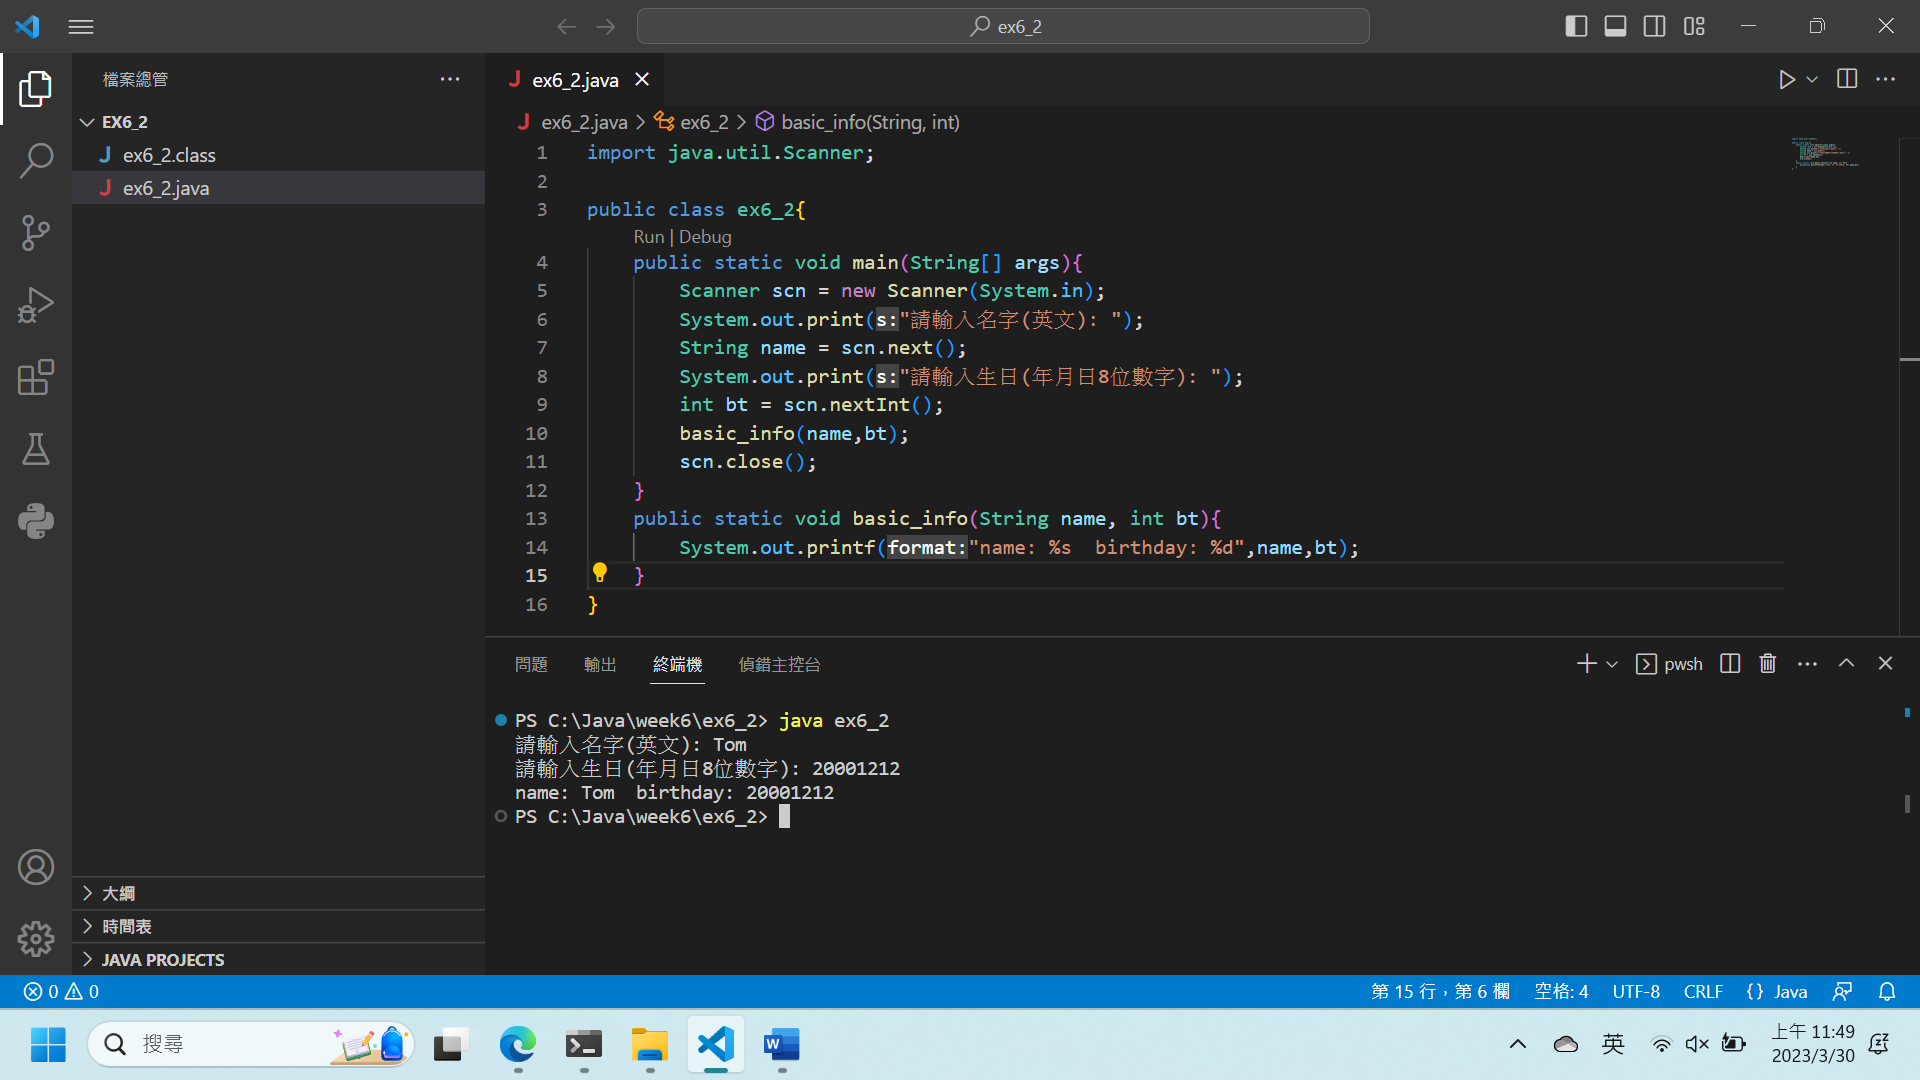 ex6_2
檔案總管
EX6_2
ex6_2.class
ex6_2.java
ex6_2.java
ex6_2.java > ex6_2 > basic_info(String, int)
1 import java.util.Scanner;
2
3 public class ex6_2{
Run | Debug
4 public static void main(String[] args){
5 Scanner scn = new Scanner(System.in);
6 System.out.print(s:"請輸入名字(英文): ");
7 String name = scn.next();
8 System.out.print(s:"請輸入生日(年月日8位數字): ");
9 int bt = scn.nextInt();
10 basic_info(name,bt);
11 scn.close();
12 }
13 public static void basic_info(String name, int bt){
14 System.out.printf(format:"name: %s  birthday: %d",name,bt);
15 }
16 }
問題 輸出 終端機 偵錯主控台
pwsh
PS C:\Java\week6\ex6_2> java ex6_2
請輸入名字(英文): Tom
請輸入生日(年月日8位數字): 20001212
name: Tom  birthday: 20001212
PS C:\Java\week6\ex6_2>
大綱
時間表
JAVA PROJECTS
0 0
第 15 行，第 6 欄 空格: 4 UTF-8 CRLF {} Java
搜尋
英
上午 11:49
2023/3/30